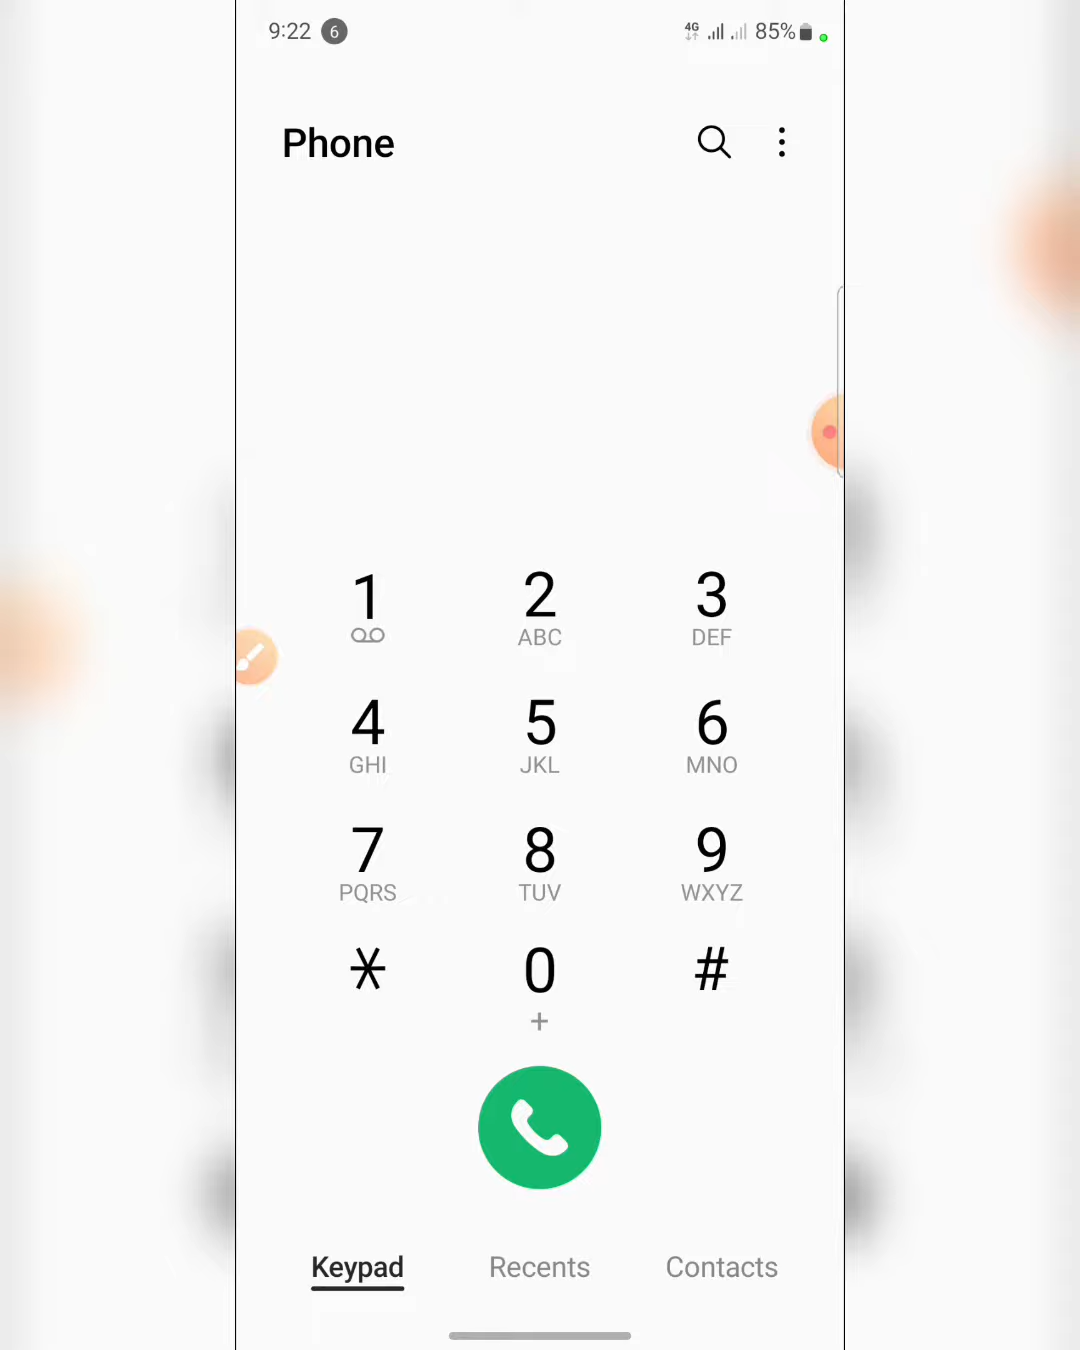 9:22 6 4G 85%
Phone
1 2 3
ABC DEF
4 5 6
GHI JKL MNO
7 8 9
PQRS TUV WXYZ
* 0 #
+
Keypad Recents Contacts